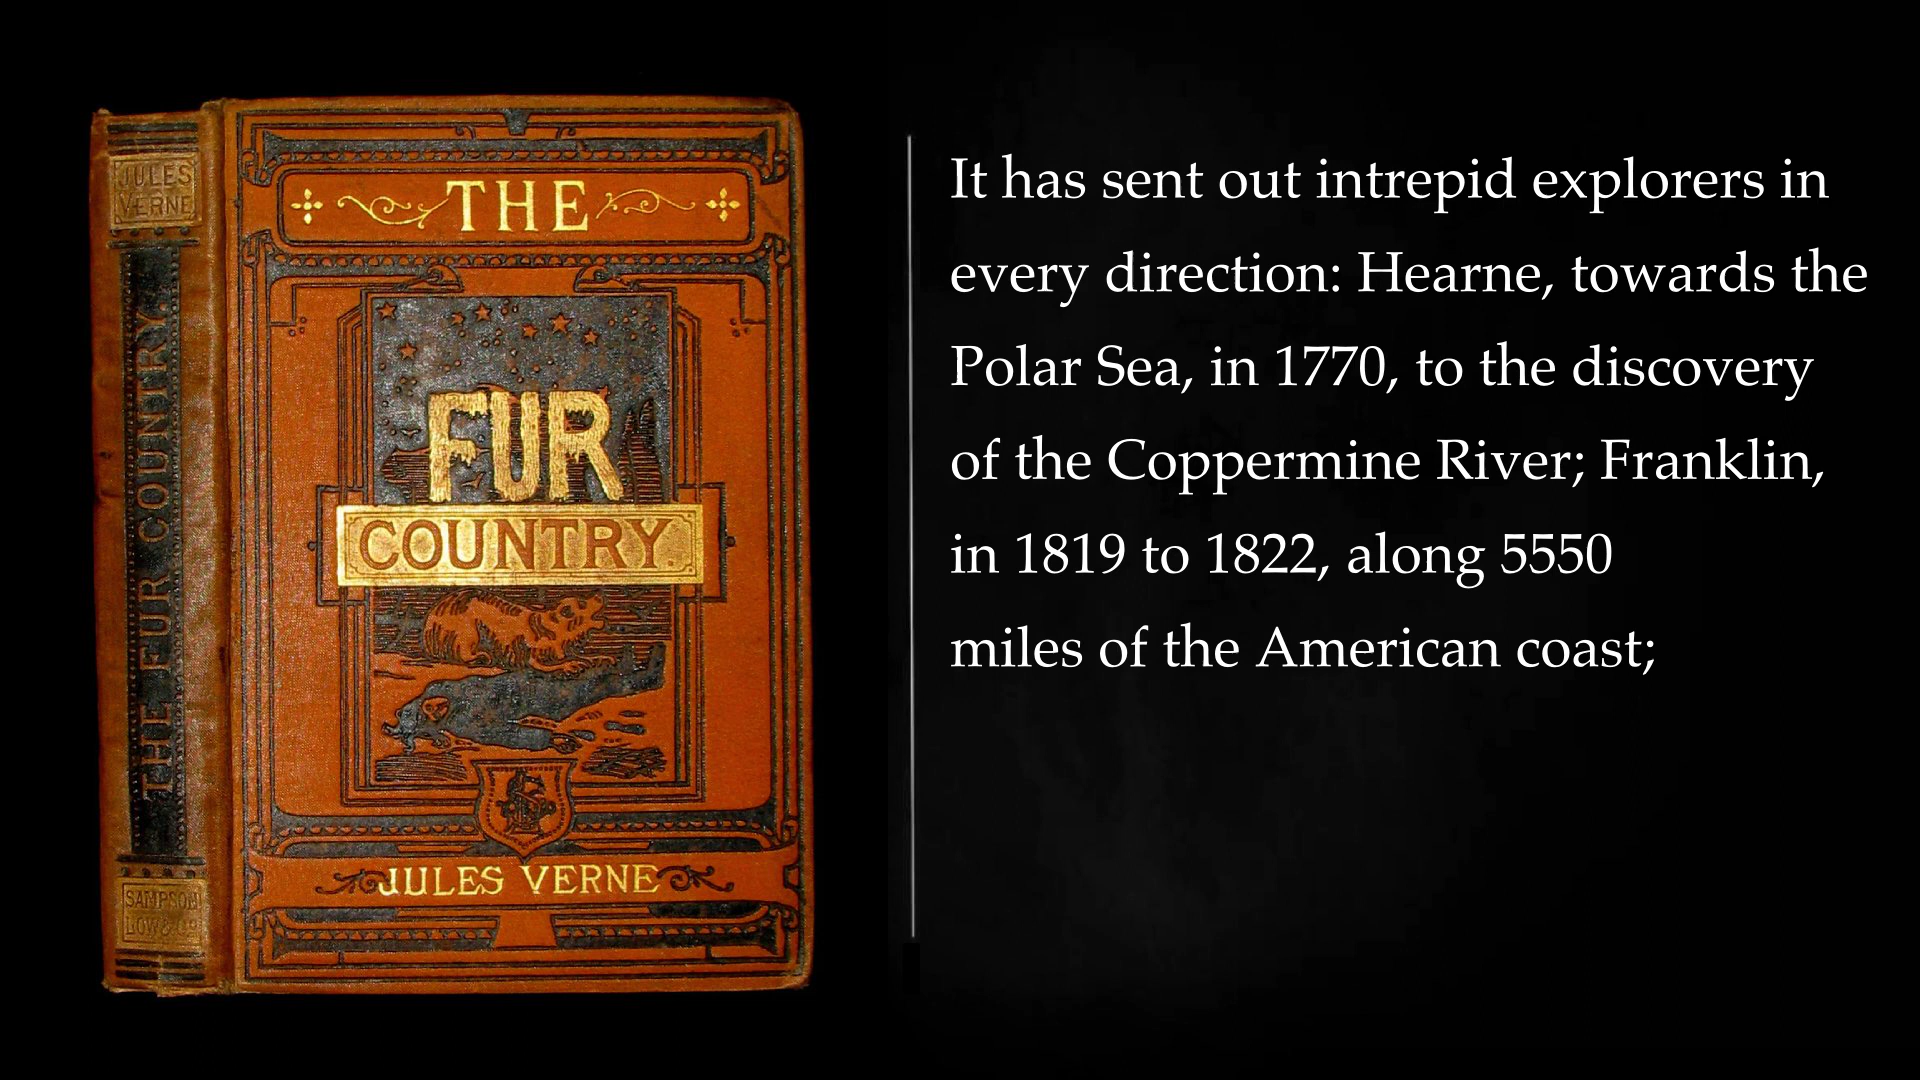 JULES
VERNE
THE FUR COUNTRY.
SAMPSON
LOW & Co
THE
FUR
COUNTRY.
JULES VERNE
It has sent out intrepid explorers in
every direction: Hearne, towards the
Polar Sea, in 1770, to the discovery
of the Coppermine River; Franklin,
in 1819 to 1822, along 5550
miles of the American coast;